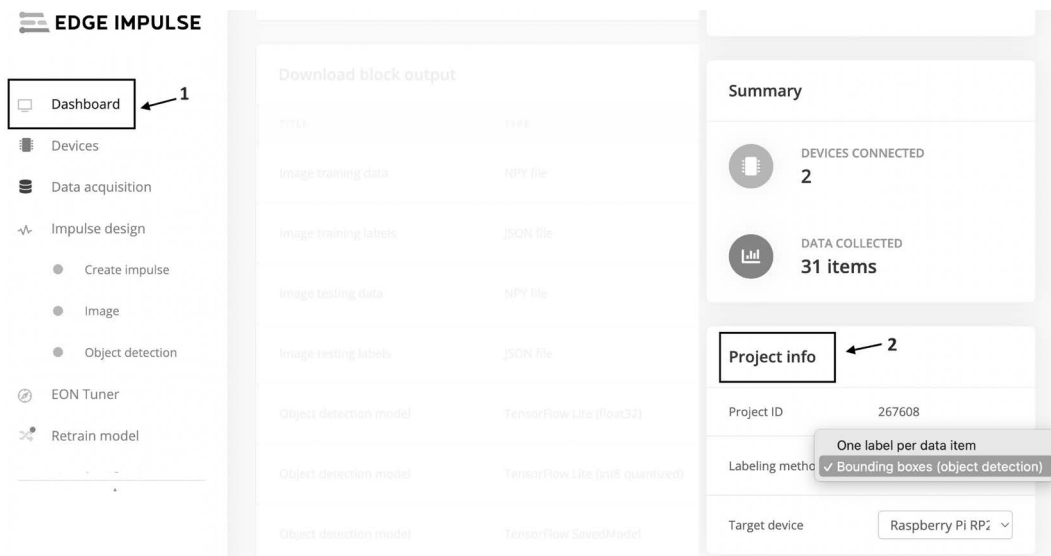 EDGE IMPULSE
Dashboard
1
Devices
Data acquisition
Impulse design
Create impulse
Image
Object detection
EON Tuner
Retrain model
Download block output
TITLE
TYPE
Image training data
NPY file
Image training labels
JSON file
Image testing data
NPY file
Image testing labels
JSON file
Object detection model
TensorFlow Lite (float32)
Object detection model
TensorFlow Lite (int8 quantized)
Object detection model
TensorFlow SavedModel
Summary
DEVICES CONNECTED
2
DATA COLLECTED
31 items
Project info
2
Project ID
267608
One label per data item
Labeling metho
✓ Bounding boxes (object detection)
Target device
Raspberry Pi RP2